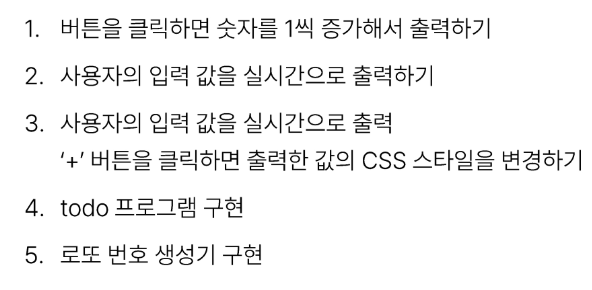 1. 버튼을 클릭하면 숫자를 1씩 증가해서 출력하기
2. 사용자의 입력 값을 실시간으로 출력하기
3. 사용자의 입력 값을 실시간으로 출력
‘+’ 버튼을 클릭하면 출력한 값의 CSS 스타일을 변경하기
4. todo 프로그램 구현
5. 로또 번호 생성기 구현